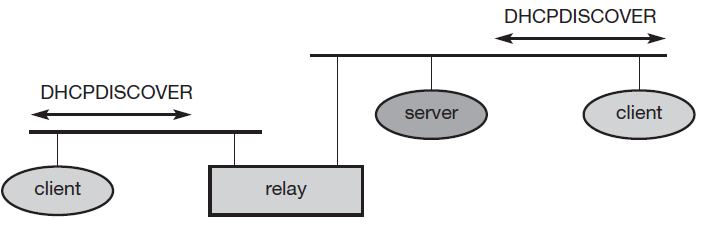 DHCPDISCOVER
DHCPDISCOVER
server
client
client
relay